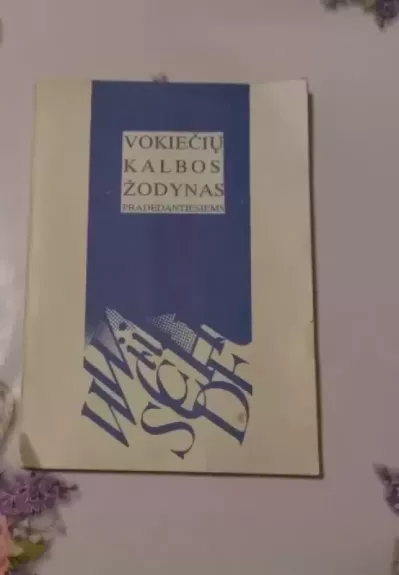 VOKIEČIŲ
KALBOS
ŽODYNAS
PRADEDANTIESIEMS